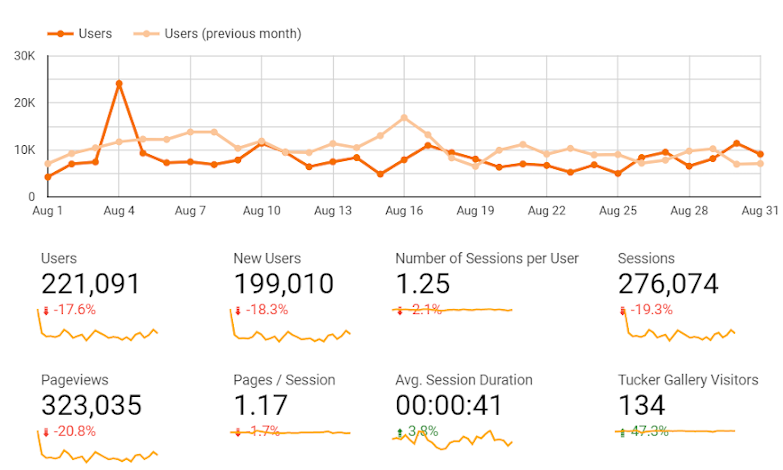 Users Users (previous month)
30K
20K
10K
0
Aug 1 Aug 4 Aug 7 Aug 10 Aug 13 Aug 16 Aug 19 Aug 22 Aug 25 Aug 28 Aug 31
Users New Users Number of Sessions per User Sessions
221,091 199,010 1.25 276,074
-17.6% -18.3% -2.1% -19.3%
Pageviews Pages / Session Avg. Session Duration Tucker Gallery Visitors
323,035 1.17 00:00:41 134
-20.8% -1.7% 3.8% 47.3%